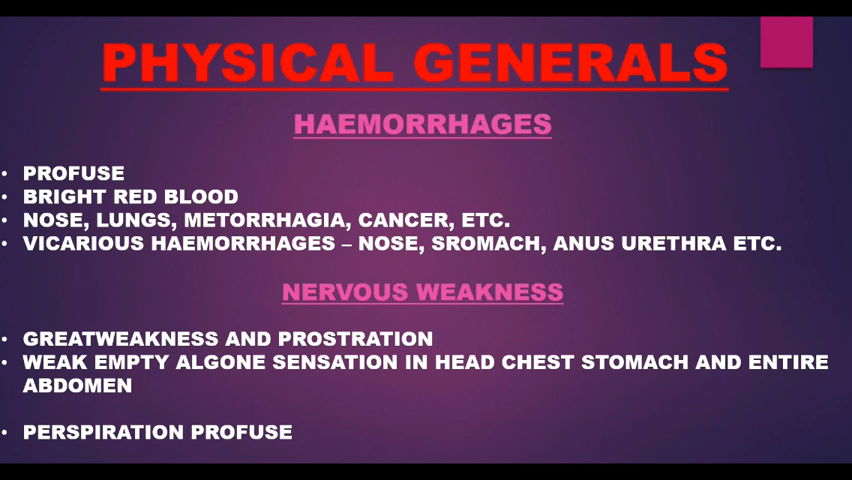 PHYSICAL GENERALS
HAEMORRHAGES
• PROFUSE
• BRIGHT RED BLOOD
• NOSE, LUNGS, METORRHAGIA, CANCER, ETC.
• VICARIOUS HAEMORRHAGES – NOSE, SROMACH, ANUS URETHRA ETC.
NERVOUS WEAKNESS
• GREATWEAKNESS AND PROSTRATION
• WEAK EMPTY ALGONE SENSATION IN HEAD CHEST STOMACH AND ENTIRE
ABDOMEN
• PERSPIRATION PROFUSE